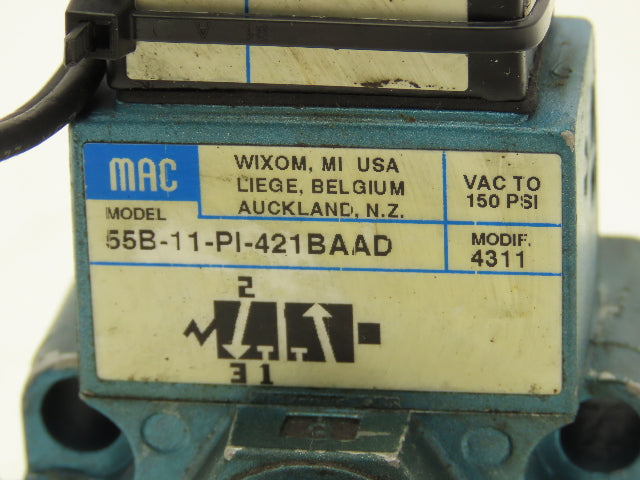 MAC
WIXOM, MI USA
LIEGE, BELGIUM
AUCKLAND, N.Z.
VAC TO
150 PSI
MODEL
55B-11-PI-421BAAD
MODIF.
4311
2
3 1